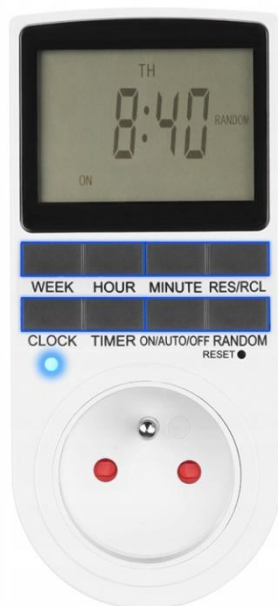 TH
8:40 RANDOM
ON
WEEK HOUR MINUTE RES/RCL
CLOCK TIMER ON/AUTO/OFF RANDOM
RESET